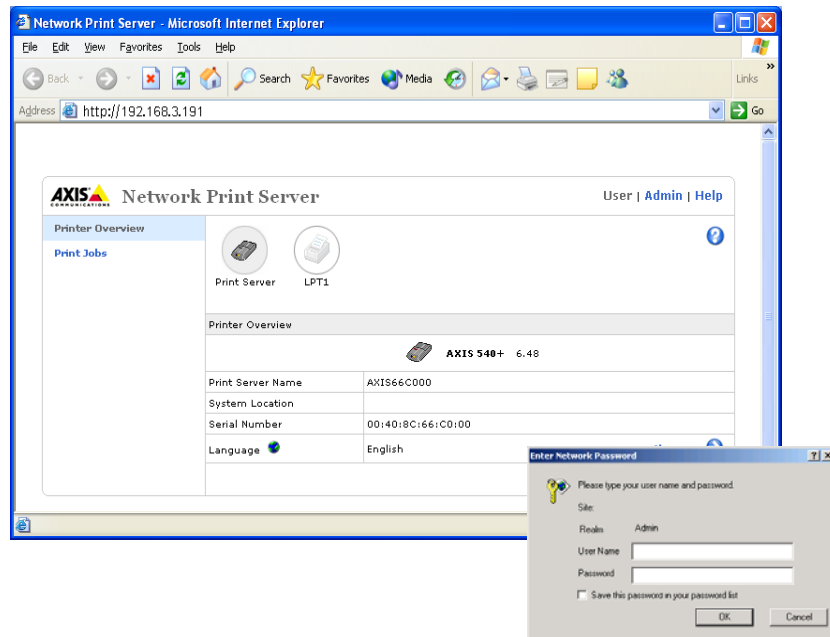 Network Print Server - Microsoft Internet Explorer
File Edit View Favorites Tools Help
Back Search Favorites Media Links »
Address http://192.168.3.191 Go
AXIS COMMUNICATIONS Network Print Server User | Admin | Help
Printer Overview
Print Jobs
Print Server LPT1
Printer Overview
AXIS 540+ 6.48
Print Server Name AXIS66C000
System Location
Serial Number 00:40:8C:66:C0:00
Language English
Enter Network Password
Please type your user name and password.
Site:
Realm Admin
User Name
Password
Save this password in your password list
OK Cancel